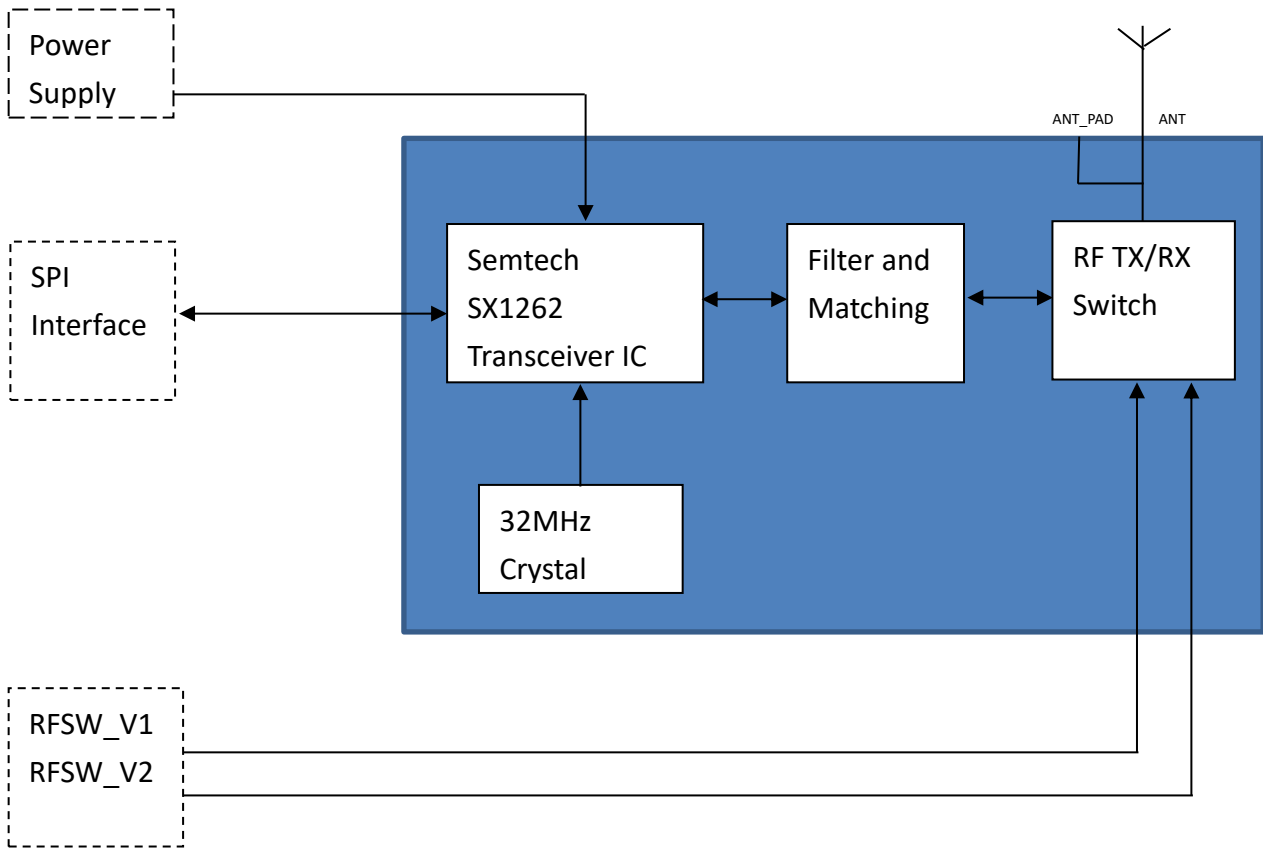 Power
Supply
ANT_PAD
ANT
SPI
Interface
Semtech
SX1262
Transceiver IC
Filter and
Matching
RF TX/RX
Switch
32MHz
Crystal
RFSW_V1
RFSW_V2